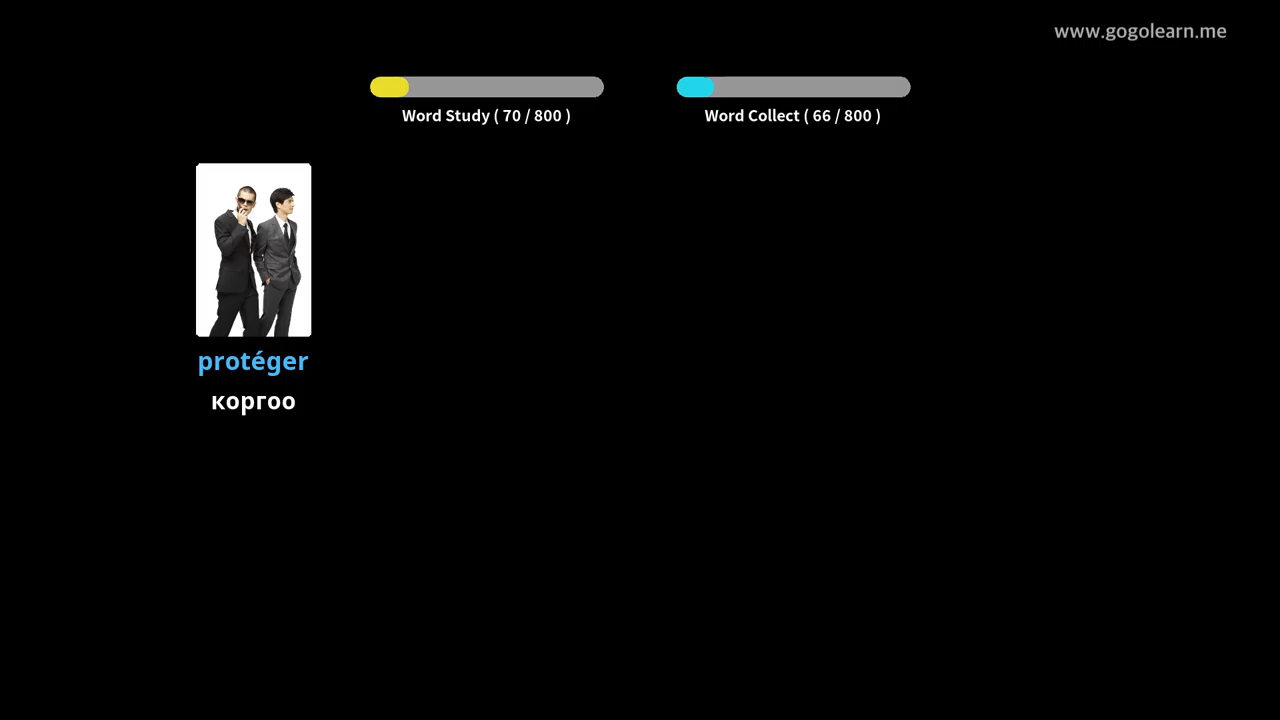 www.gogolearn.me
Word Study ( 70 / 800 )
Word Collect ( 66 / 800 )
protéger
коргоо